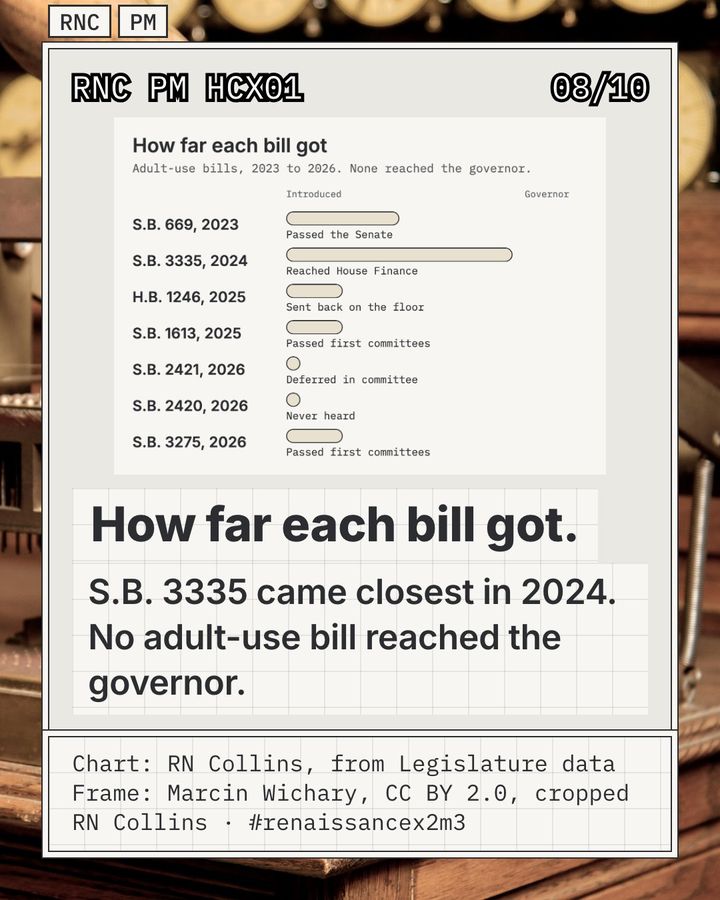 RNC PM
RNC PM HCX01 08/10
How far each bill got
Adult-use bills, 2023 to 2026. None reached the governor.
Introduced Governor
S.B. 669, 2023
Passed the Senate
S.B. 3335, 2024
Reached House Finance
H.B. 1246, 2025
Sent back on the floor
S.B. 1613, 2025
Passed first committees
S.B. 2421, 2026
Deferred in committee
S.B. 2420, 2026
Never heard
S.B. 3275, 2026
Passed first committees
How far each bill got.
S.B. 3335 came closest in 2024.
No adult-use bill reached the
governor.
Chart: RN Collins, from Legislature data
Frame: Marcin Wichary, CC BY 2.0, cropped
RN Collins · #renaissancex2m3